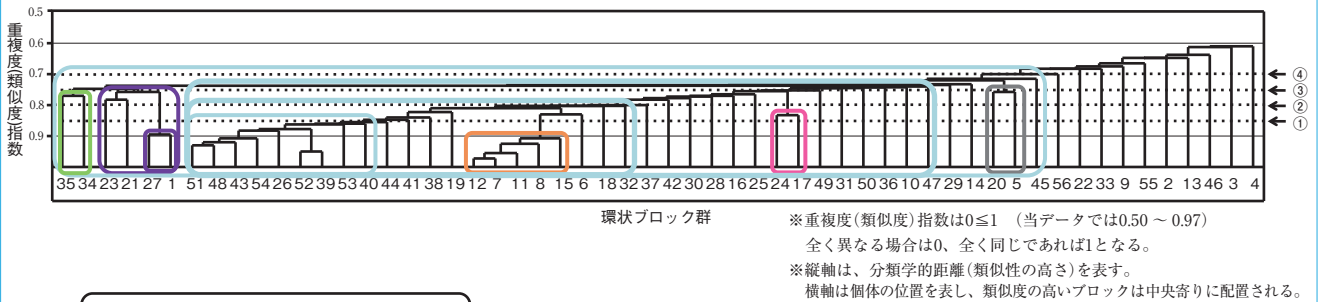 重複度(類似度)指数
0.5
0.6
0.7
0.8
0.9
④
③
②
①
35 34 23 21 27 1 51 48 43 54 26 52 39 53 40 44 41 38 19 12 7 11 8 15 6 18 32 37 42 30 28 16 25 24 17 49 31 50 36 10 47 29 14 20 5 45 56 22 33 9 55 2 13 46 3 4
環状ブロック群
※重複度(類似度)指数は0≦1 (当データでは0.50 ～ 0.97)
全く異なる場合は0、全く同じであれば1となる。
※縦軸は、分類学的距離(類似性の高さ)を表す。
横軸は個体の位置を表し、類似度の高いブロックは中央寄りに配置される。